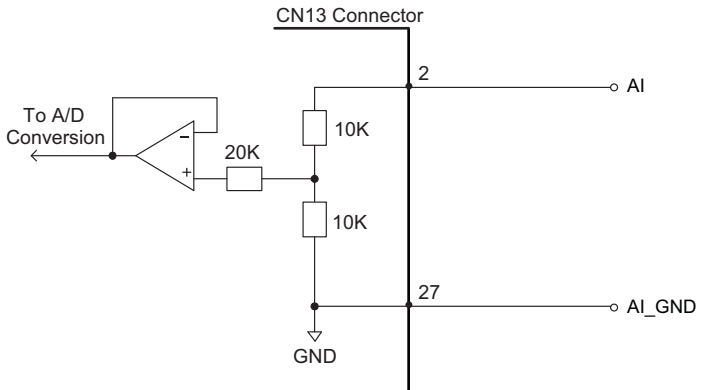 CN13 Connector
2
AI
To A/D
Conversion
10K
20K
-
+
10K
27
AI_GND
GND